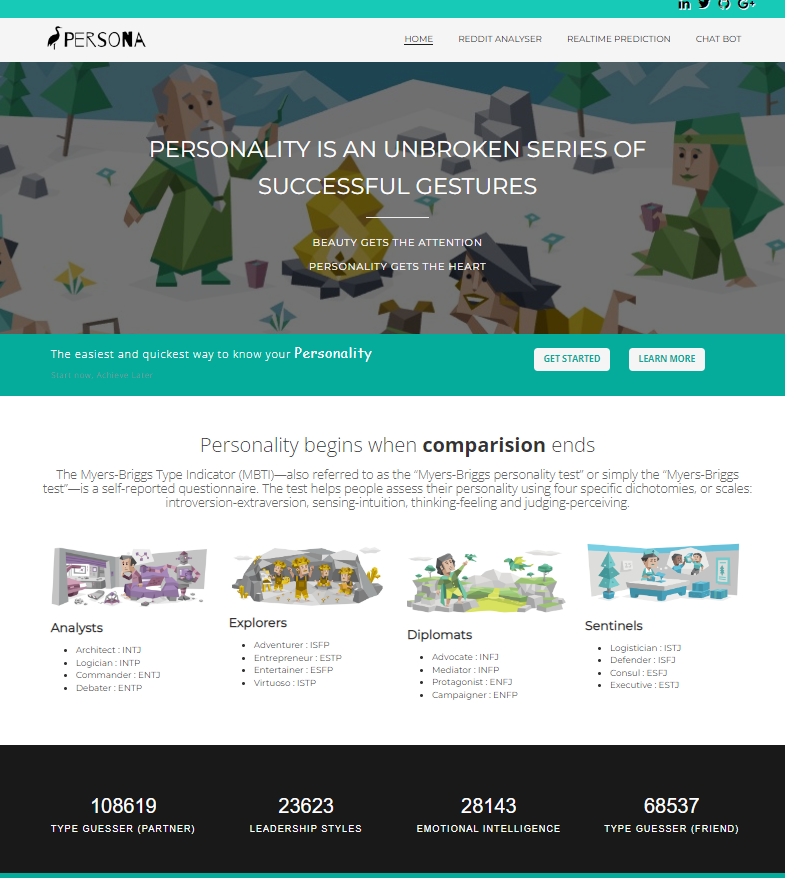 in G+
PERSONA
HOME REDDIT ANALYSER REALTIME PREDICTION CHAT BOT
PERSONALITY IS AN UNBROKEN SERIES OF
SUCCESSFUL GESTURES
BEAUTY GETS THE ATTENTION
PERSONALITY GETS THE HEART
The easiest and quickest way to know your Personality
Start now, Achieve Later
GET STARTED LEARN MORE
Personality begins when comparision ends
The Myers-Briggs Type Indicator (MBTI)—also referred to as the “Myers-Briggs personality test” or simply the “Myers-Briggs
test”—is a self-reported questionnaire. The test helps people assess their personality using four specific dichotomies, or scales:
introversion-extraversion, sensing-intuition, thinking-feeling and judging-perceiving.
Analysts
Architect : INTJ
Logician : INTP
Commander : ENTJ
Debater : ENTP
Explorers
Adventurer : ISFP
Entrepreneur : ESTP
Entertainer : ESFP
Virtuoso : ISTP
Diplomats
Advocate : INFJ
Mediator : INFP
Protagonist : ENFJ
Campaigner : ENFP
Sentinels
Logistician : ISTJ
Defender : ISFJ
Consul : ESFJ
Executive : ESTJ
108619 23623 28143 68537
TYPE GUESSER (PARTNER) LEADERSHIP STYLES EMOTIONAL INTELLIGENCE TYPE GUESSER (FRIEND)